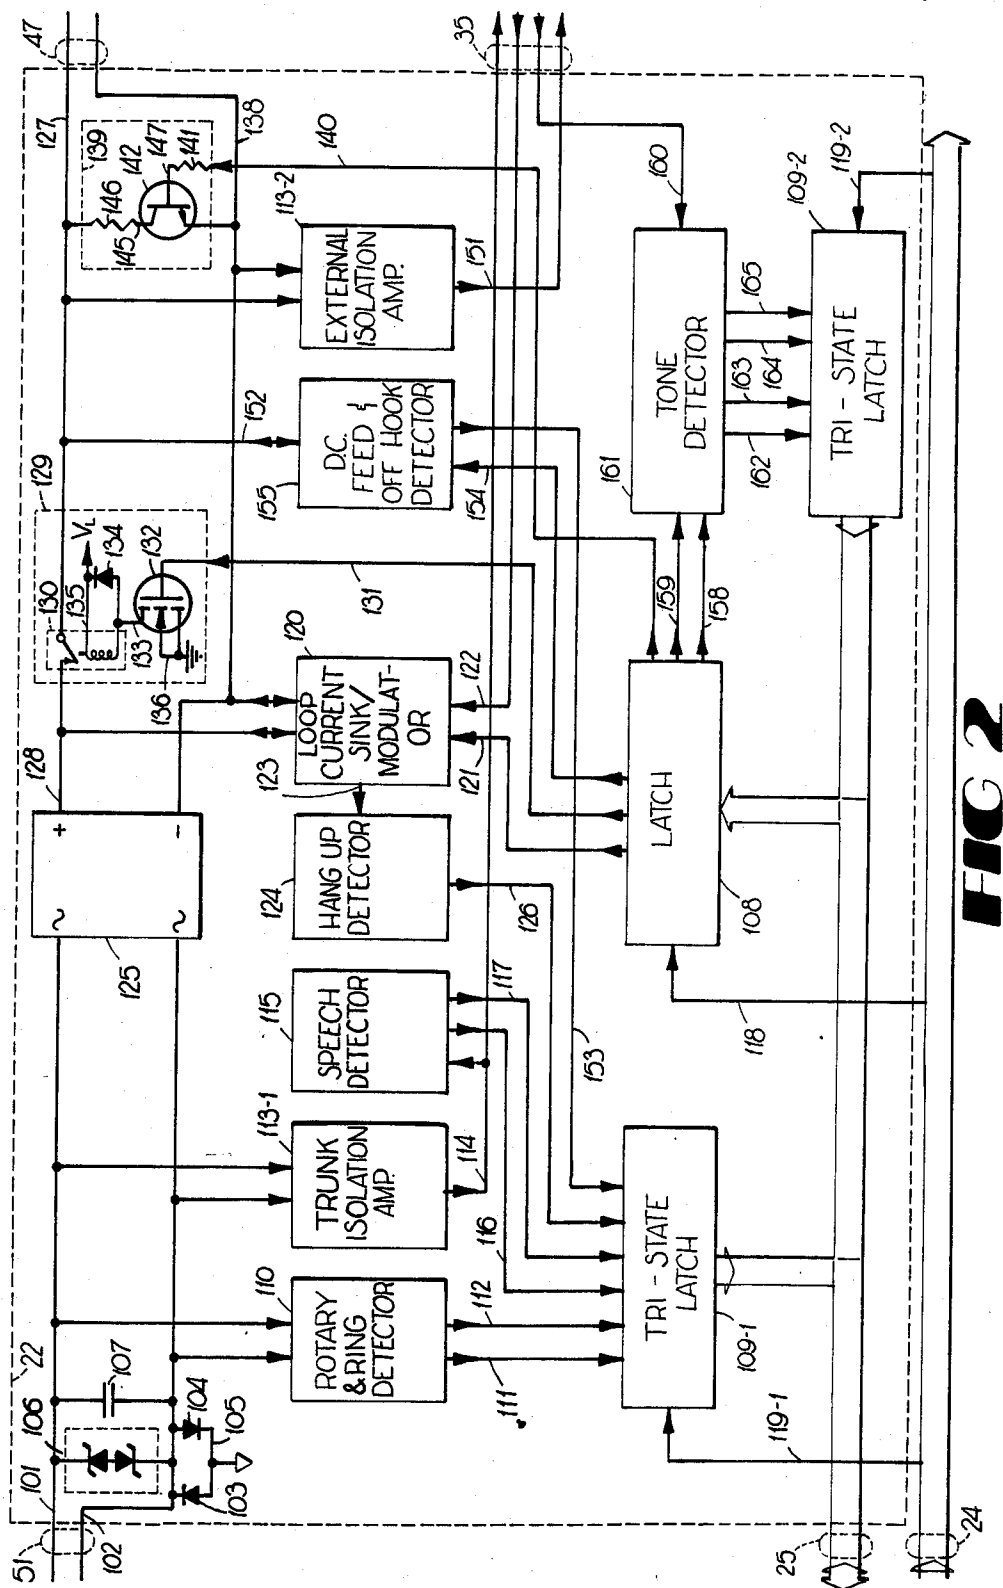 51
101
102
106
107
22
103
104
105
125
~
~
+
-
128
129
130
135
133
136
134
132
V_L
131
127
47
139
146
145
142
147
141
138
140
110
ROTARY
& RING
DETECTOR
111
112
113-1
TRUNK
ISOLATION
AMP.
114
115
SPEECH
DETECTOR
116
117
124
HANG UP
DETECTOR
126
123
120
LOOP
CURRENT
SINK/
MODULAT-
OR
121
122
155
D.C.
FEED &
OFF HOOK
DETECTOR
152
154
153
113-2
EXTERNAL
ISOLATION
AMP.
151
35
TRI-STATE
LATCH
109-1
119-1
LATCH
108
118
159
158
161
TONE
DETECTOR
160
162
163
164
165
109-2
TRI-STATE
LATCH
119-2
25
24
FIG 2